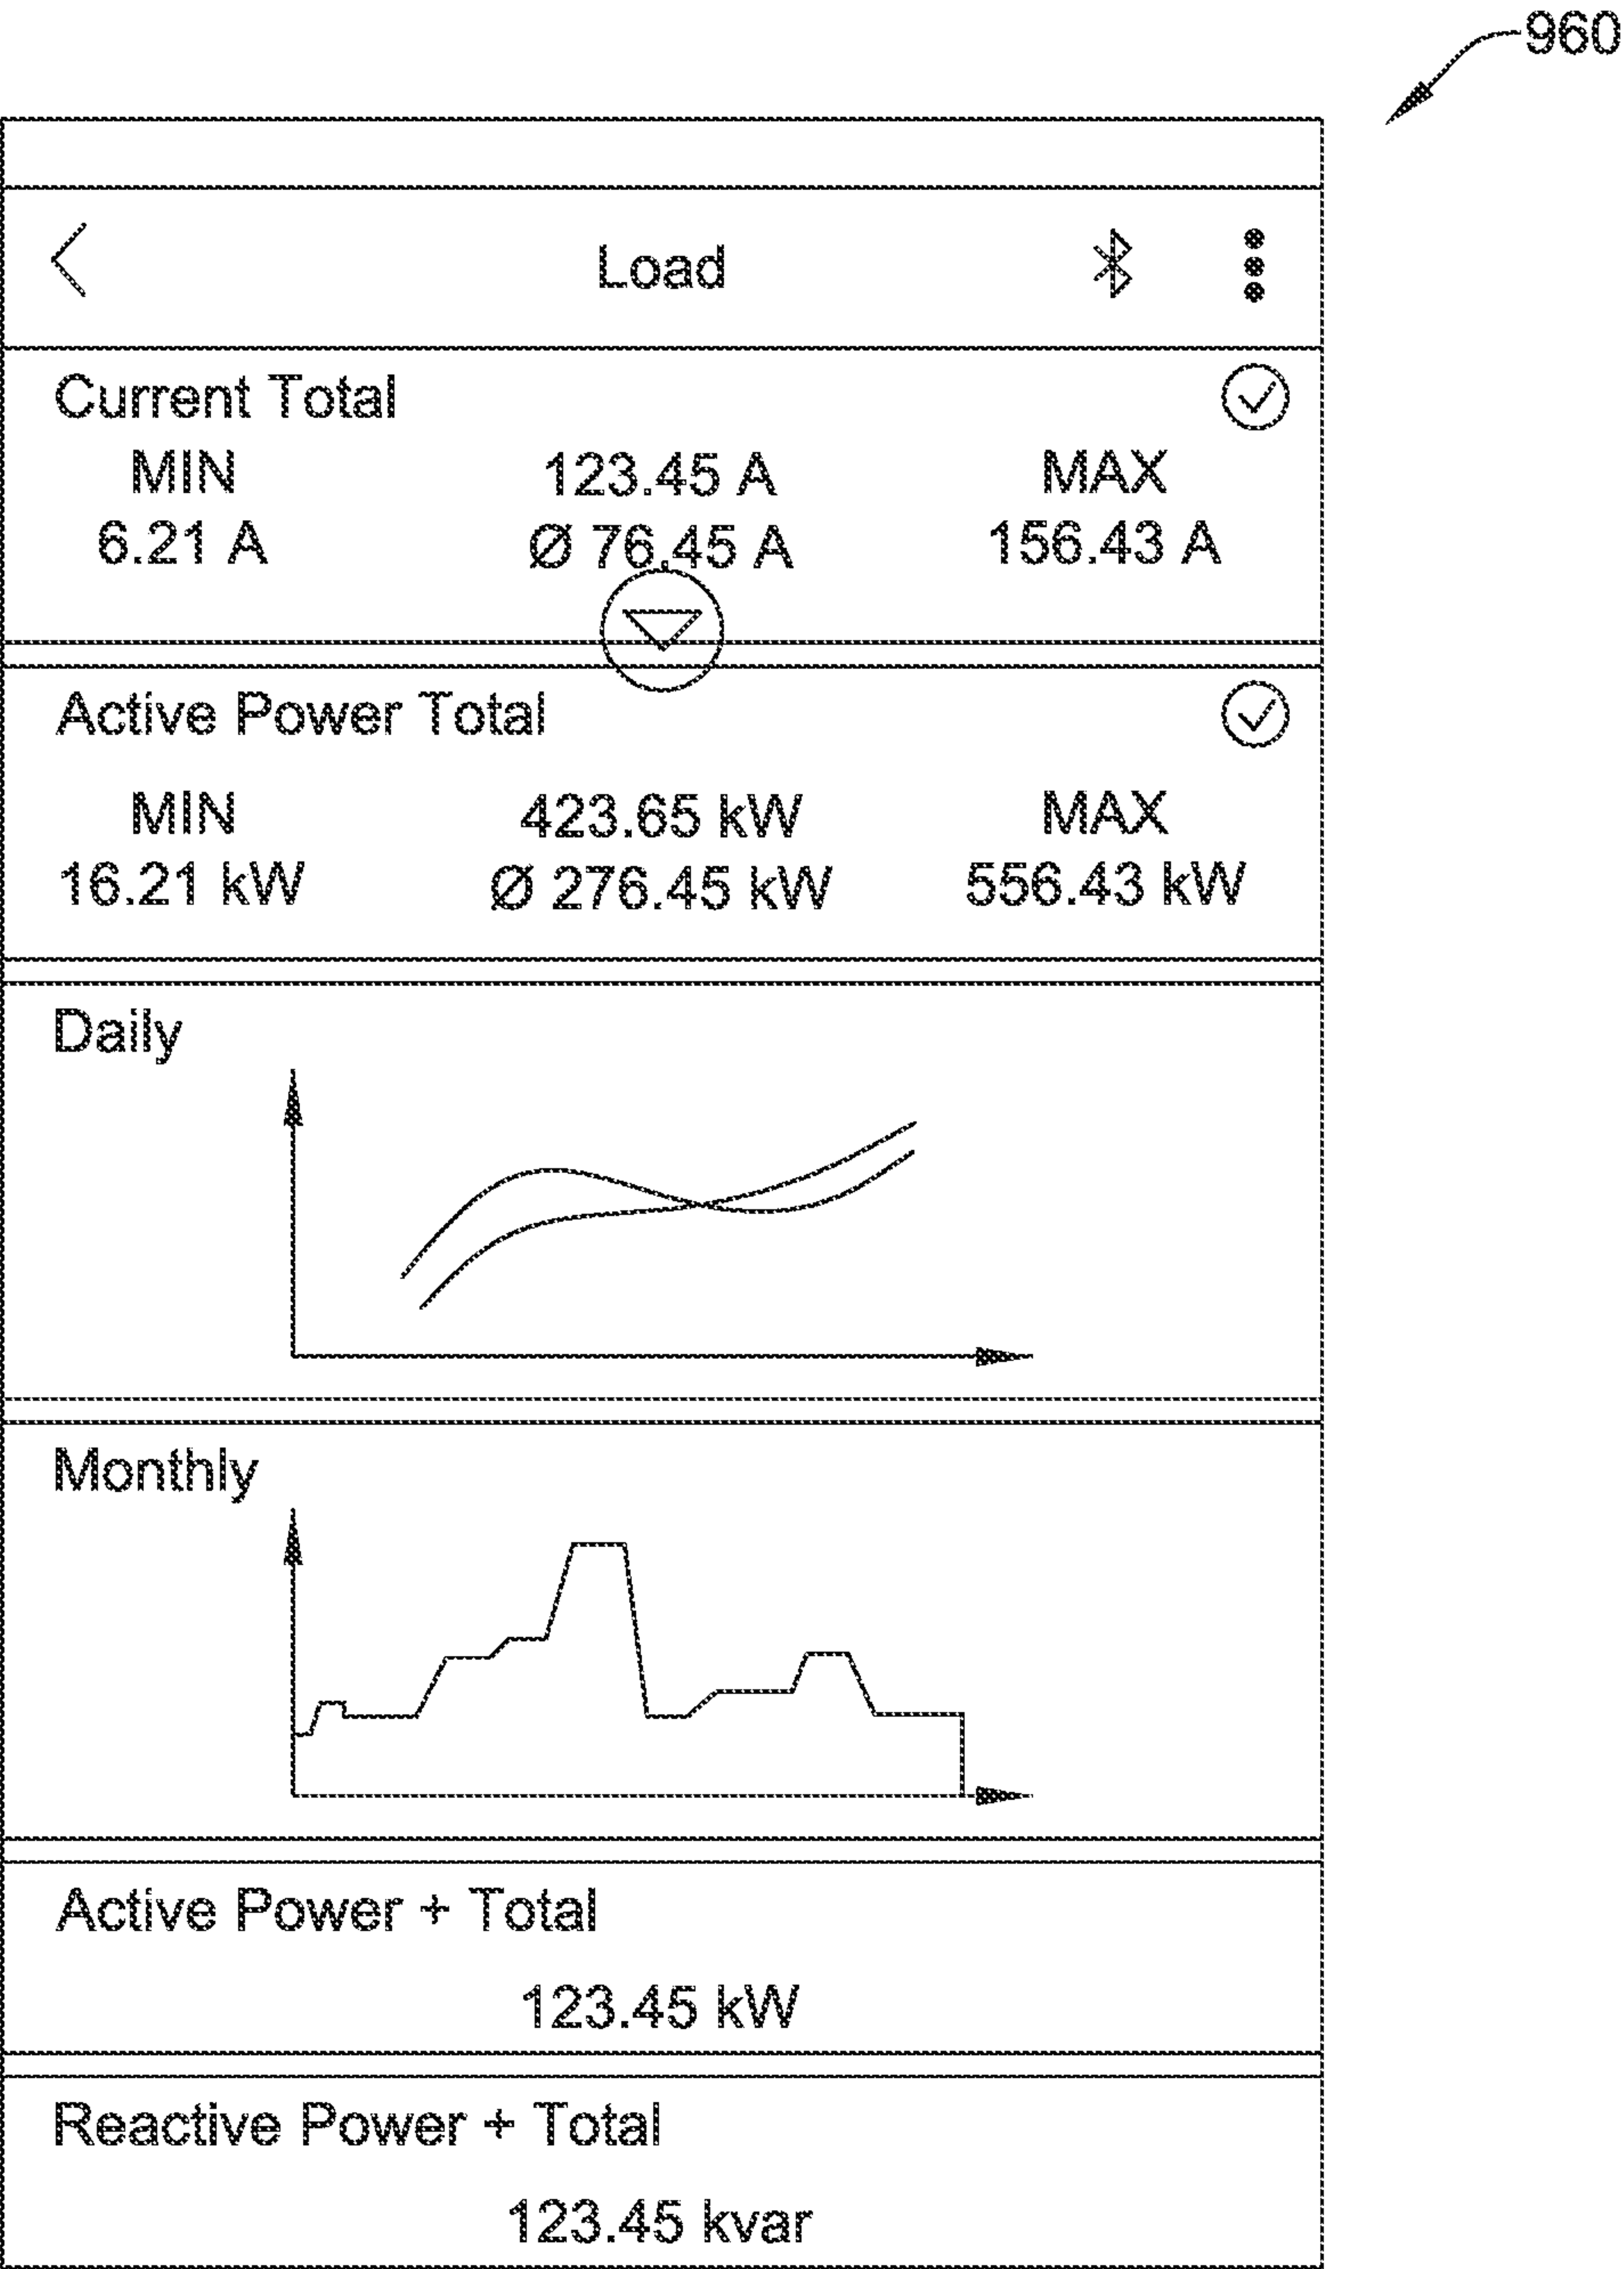 960
Load
Current Total
MIN 123.45 A MAX
6.21 A Ø 76.45 A 156.43 A
Active Power Total
MIN 423.65 kW MAX
16.21 kW Ø 276.45 kW 556.43 kW
Daily
Monthly
Active Power + Total
123.45 kW
Reactive Power + Total
123.45 kvar